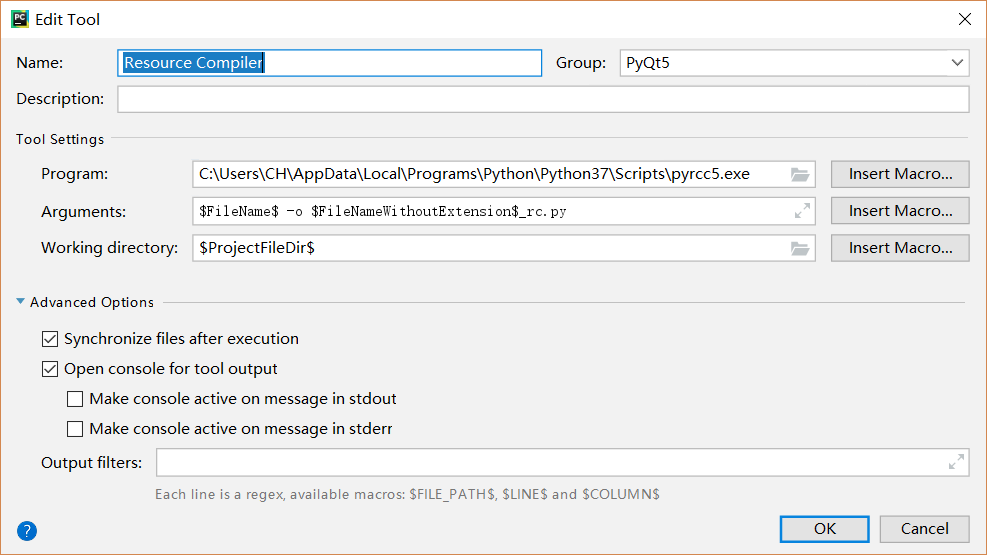 PC Edit Tool
Name: Resource Compiler Group: PyQt5
Description:
Tool Settings
Program: C:\Users\CH\AppData\Local\Programs\Python\Python37\Scripts\pyrcc5.exe Insert Macro...
Arguments: $FileName$ -o $FileNameWithoutExtension$_rc.py Insert Macro...
Working directory: $ProjectFileDir$ Insert Macro...
Advanced Options
Synchronize files after execution
Open console for tool output
Make console active on message in stdout
Make console active on message in stderr
Output filters:
Each line is a regex, available macros: $FILE_PATH$, $LINE$ and $COLUMN$
? OK Cancel